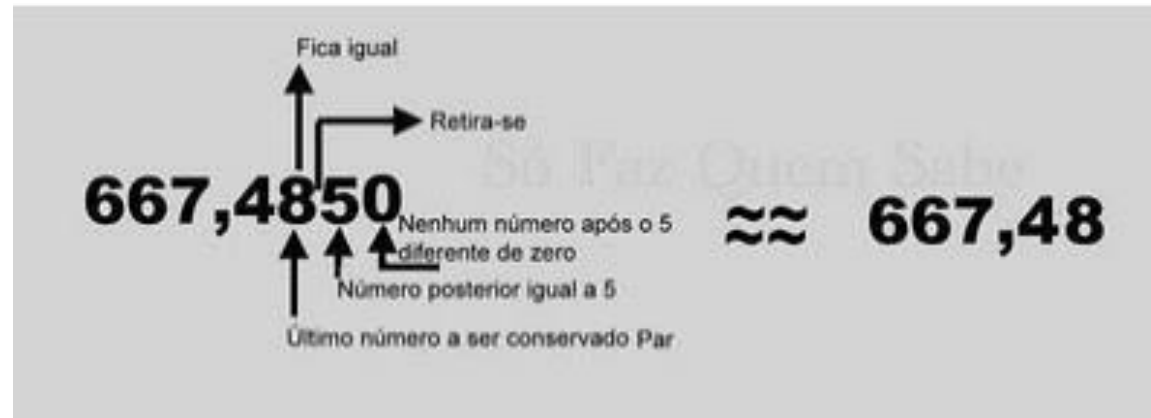 Fica igual
Retira-se
Só Faz Quem Sabe
667,4850
Nenhum número após o 5
diferente de zero
≈≈ 667,48
Número posterior igual a 5
Último número a ser conservado Par